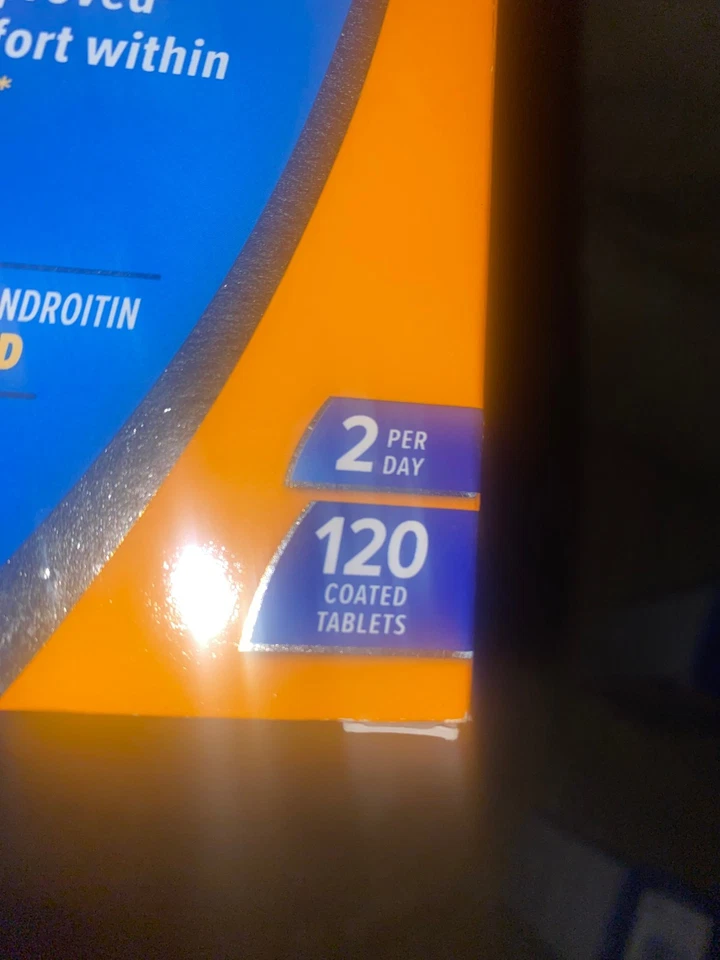 fort within
*
NDROITIN
D
2 PER
DAY
120
COATED
TABLETS